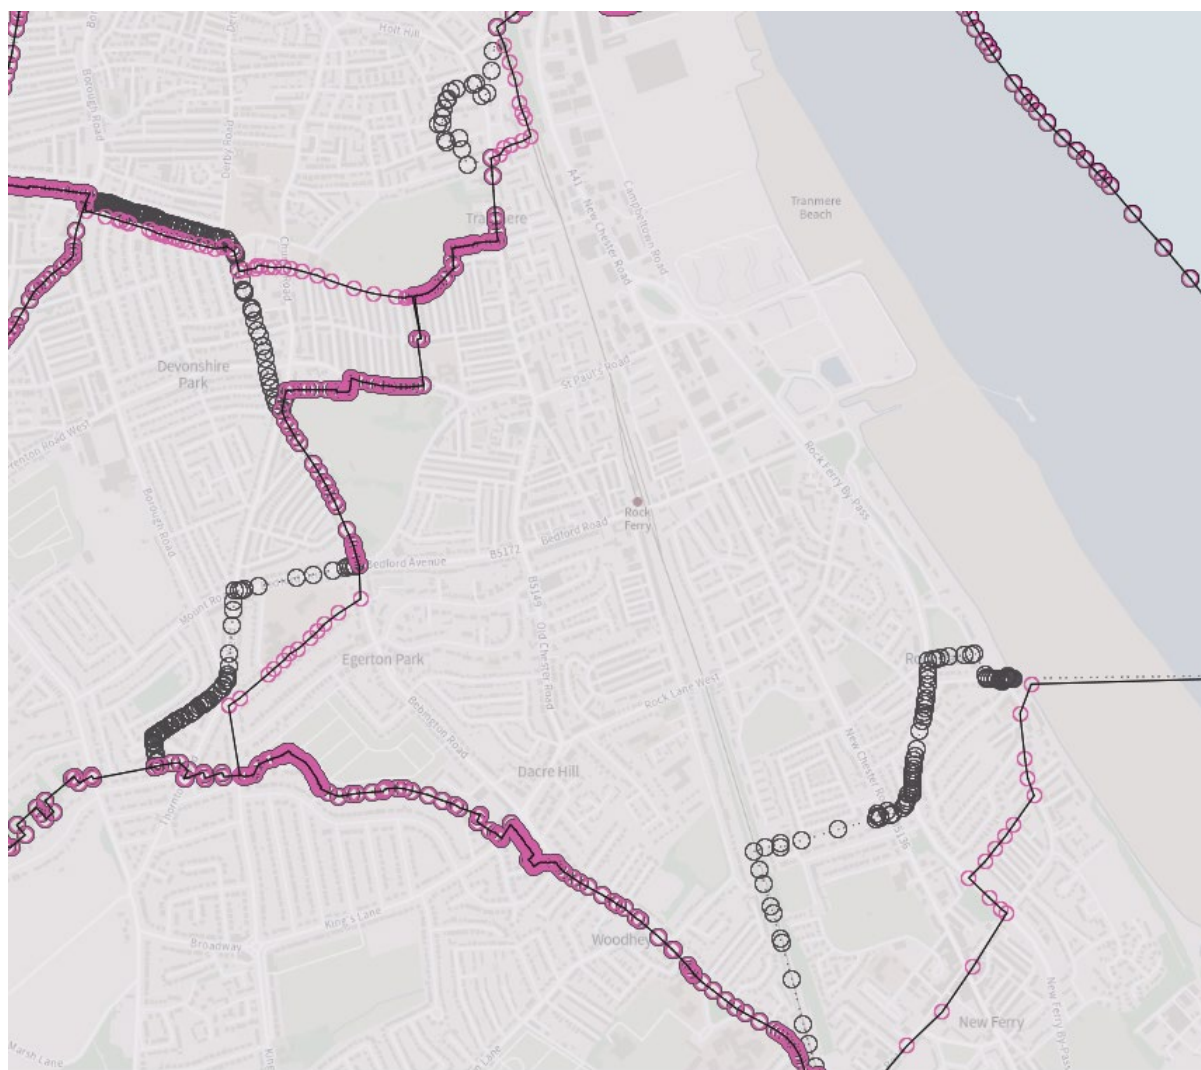 Holt Hill
Borough Road
Derby Road
Tranmere
A41
New Chester Road
Campbeltown Road
Tranmere
Beach
Devonshire
Park
St Paul's Road
Borough Road
Rock Ferry By-Pass
Rock
Ferry
Bedford Road
B5172
Bedford Avenue
B5149
Old Chester Road
Egerton Park
Rock Lane West
Bebington Road
New Chester Road
B5136
Dacre Hill
King's Lane
Broadway
New Ferry
New Ferry By-Pass
Marsh Lane